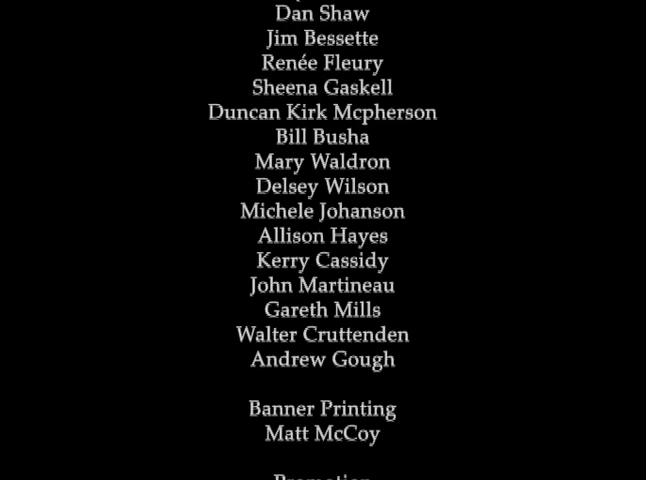 Dan Shaw
Jim Bessette
Renée Fleury
Sheena Gaskell
Duncan Kirk Mcpherson
Bill Busha
Mary Waldron
Delsey Wilson
Michele Johanson
Allison Hayes
Kerry Cassidy
John Martineau
Gareth Mills
Walter Cruttenden
Andrew Gough
Banner Printing
Matt McCoy
Promotion